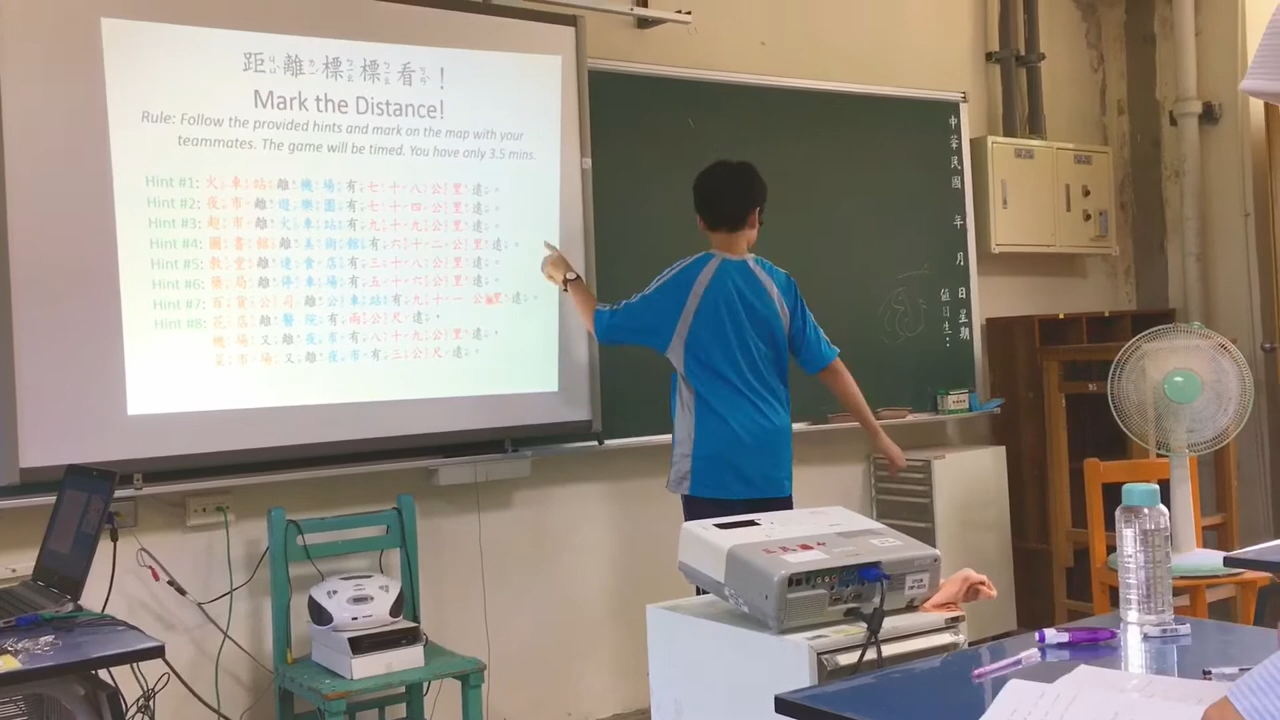 距離標標看!
Mark the Distance!
Rule: Follow the provided hints and mark on the map with your
teammates. The game will be timed. You have only 3.5 mins.
Hint #1: 火車站離機場有七十八公里遠。
Hint #2: 夜市離遊樂園有七十四公里遠。
Hint #3: 超市離火車站有九十九公里遠。
Hint #4: 圖書館離美術館有六十二公里遠。
Hint #5: 教堂離速食店有三十八公里遠。
Hint #6: 藥局離停車場有五十六公里遠。
Hint #7: 百貨公司離公車站有九十一公里遠。
Hint #8: 花店離醫院有兩公尺遠,
機場又離夜市有八十九公里遠,
菜市場又離夜市有三公尺遠。
中華民國 年 月 日星期
值日生: